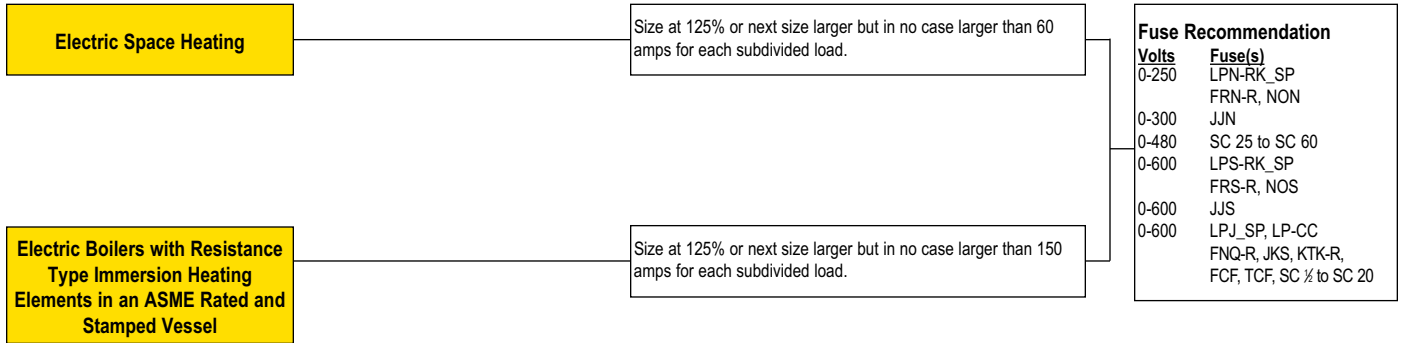 Electric Space Heating
Size at 125% or next size larger but in no case larger than 60
amps for each subdivided load.
Electric Boilers with Resistance
Type Immersion Heating
Elements in an ASME Rated and
Stamped Vessel
Size at 125% or next size larger but in no case larger than 150
amps for each subdivided load.
Fuse Recommendation
Volts Fuse(s)
0-250 LPN-RK_SP
FRN-R, NON
0-300 JJN
0-480 SC 25 to SC 60
0-600 LPS-RK_SP
FRS-R, NOS
0-600 JJS
0-600 LPJ_SP, LP-CC
FNQ-R, JKS, KTK-R,
FCF, TCF, SC ½ to SC 20